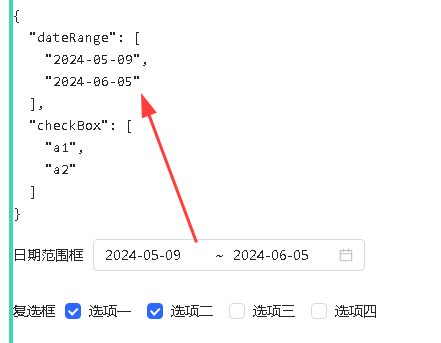 {
  "dateRange": [
    "2024-05-09",
    "2024-06-05"
  ],
  "checkBox": [
    "a1",
    "a2"
  ]
}
日期范围框 2024-05-09 ~ 2024-06-05
复选框 选项一 选项二 选项三 选项四